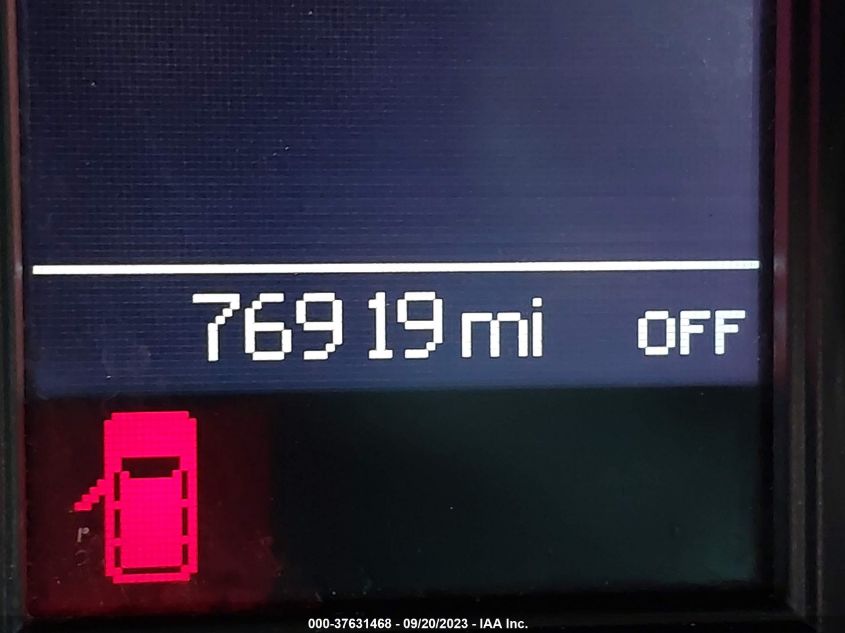 76919 mi OFF
000-37631468 - 09/20/2023 - IAA Inc.